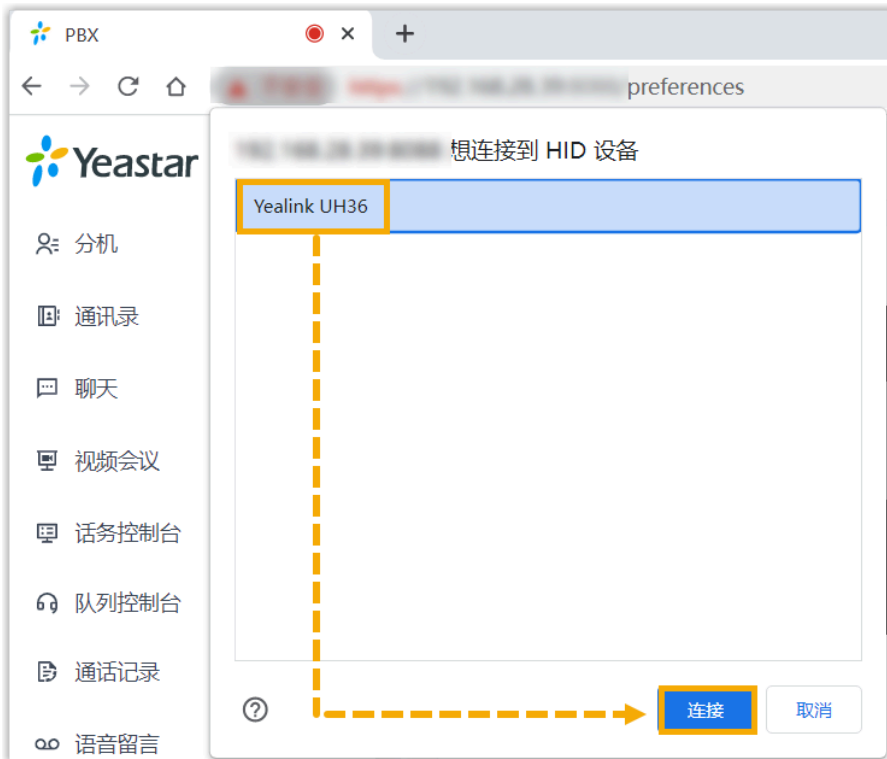 PBX
preferences
Yeastar
想连接到 HID 设备
Yealink UH36
分机
通讯录
聊天
视频会议
话务控制台
队列控制台
通话记录
语音留言
连接
取消